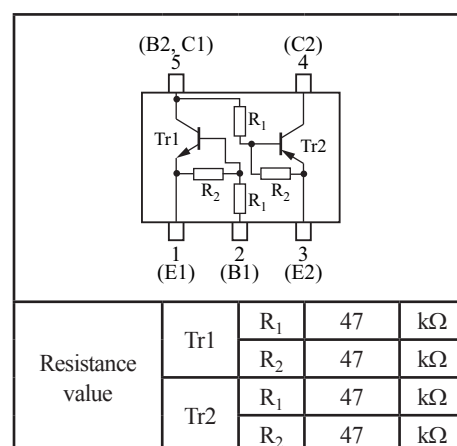 (B2, C1) (C2)
5 4
R1
Tr1 Tr2
R2 R2
R1
1 2 3
(E1) (B1) (E2)
Resistance value Tr1 R1 47 kΩ
R2 47 kΩ
Tr2 R1 47 kΩ
R2 47 kΩ